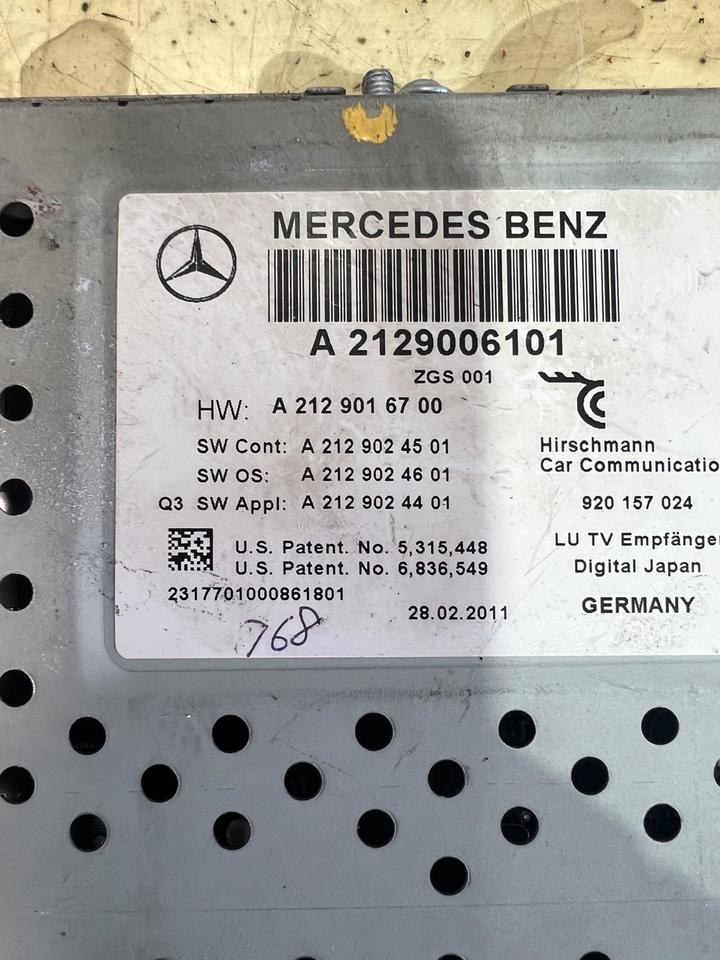 MERCEDES BENZ
A 2129006101
ZGS 001
HW: A 212 901 67 00
SW Cont: A 212 902 45 01
SW OS: A 212 902 46 01
Q3 SW Appl: A 212 902 44 01
U.S. Patent. No. 5,315,448
U.S. Patent. No. 6,836,549
2317701000861801
28.02.2011
768
Hirschmann
Car Communicatio
920 157 024
LU TV Empfänger
Digital Japan
GERMANY